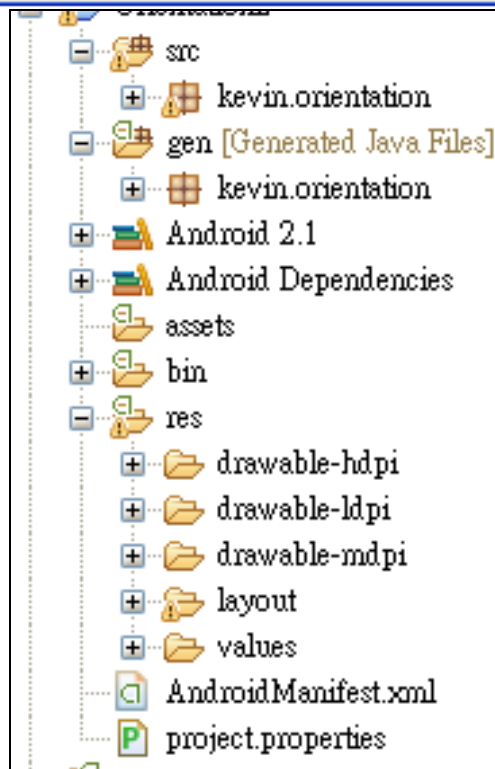 src
kevin.orientation
gen [Generated Java Files]
kevin.orientation
Android 2.1
Android Dependencies
assets
bin
res
drawable-hdpi
drawable-ldpi
drawable-mdpi
layout
values
AndroidManifest.xml
project.properties